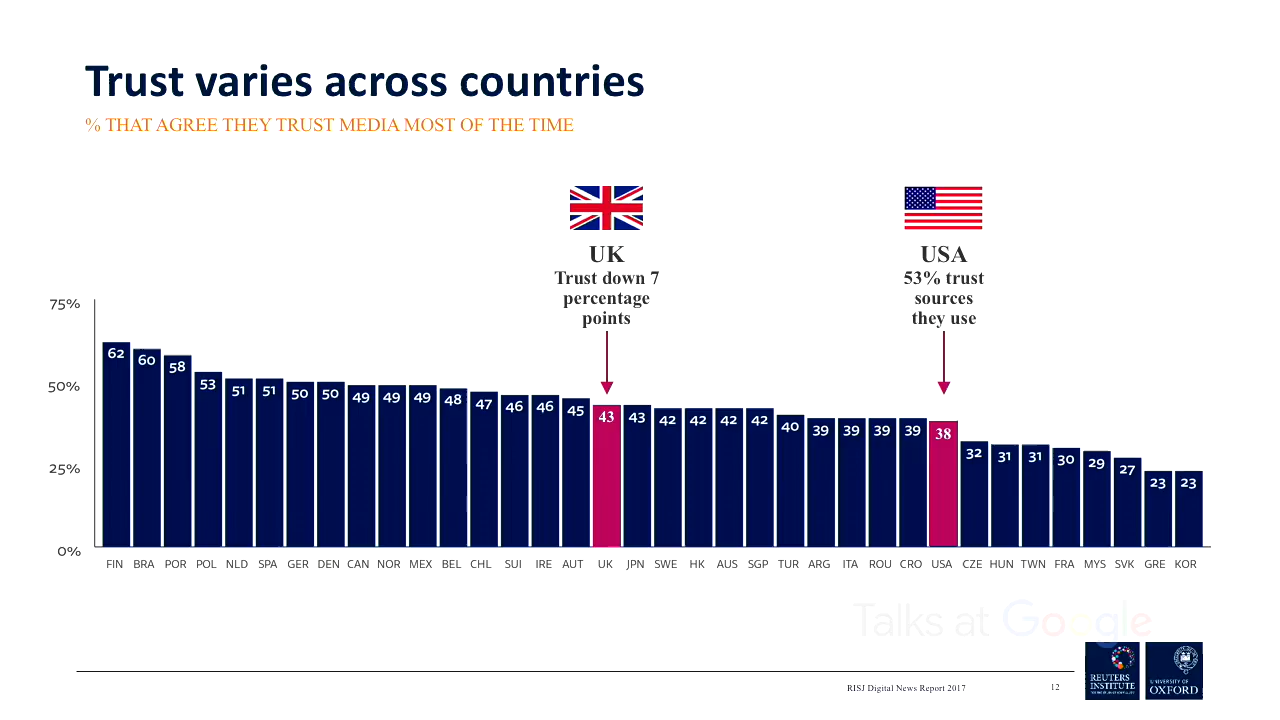 Trust varies across countries
% THAT AGREE THEY TRUST MEDIA MOST OF THE TIME
UK
Trust down 7
percentage
points
USA
53% trust
sources
they use
75%
50%
25%
0%
62 60 58 53 51 51 50 50 49 49 49 48 47 46 46 45 43 43 42 42 42 42 40 39 39 39 39 38 32 31 31 30 29 27 23 23
FIN BRA POR POL NLD SPA GER DEN CAN NOR MEX BEL CHL SUI IRE AUT UK JPN SWE HK AUS SGP TUR ARG ITA ROU CRO USA CZE HUN TWN FRA MYS SVK GRE KOR
Talks at Google
RISJ Digital News Report 2017
12
REUTERS
INSTITUTE
UNIVERSITY OF
OXFORD